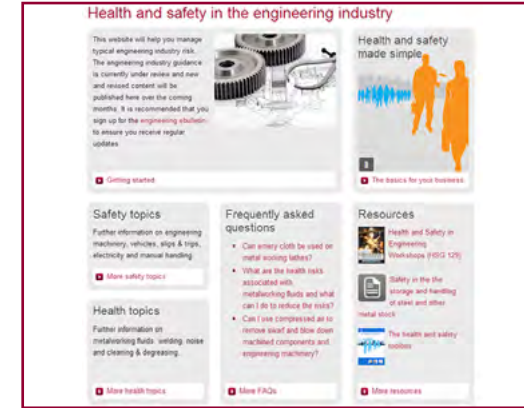 Health and safety in the engineering industry
This website will help you manage
typical engineering industry risk.
The engineering industry guidance
is currently under review and new
and revised content will be
published here over the coming
months. It is recommended that you
sign up for the engineering ebulletin
to ensure you receive regular
updates
Getting started
Health and safety
made simple
The basics for your business
Safety topics
Further information on engineering
machinery, vehicles, slips & trips,
electricity and manual handling.
More safety topics
Health topics
Further information on
metalworking fluids, welding, noise
and cleaning & degreasing.
More health topics
Frequently asked
questions
Can emery cloth be used on
metal working lathes?
What are the health risks
associated with
metalworking fluids and what
can I do to reduce the risks?
Can I use compressed air to
remove swarf and blow down
machined components and
engineering machinery?
More FAQs
Resources
Health and Safety in
Engineering
Workshops (HSG 129)
Safety in the the
storage and handling
of steel and other
metal stock
The health and safety
toolbox
More resources